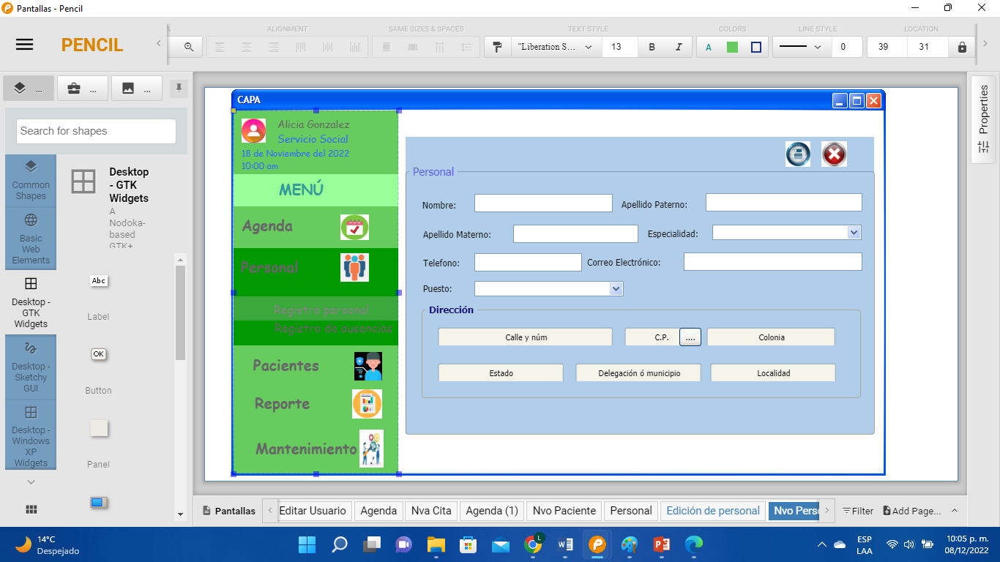 Pantallas - Pencil
PENCIL
ALIGNMENT
SAME SIZES & SPACES
TEXT STYLE
COLORS
LINE STYLE
LOCATION
"Liberation S...
13
B
I
A
0
39
31
...
...
...
Search for shapes
Common Shapes
Basic Web Elements
Desktop - GTK Widgets
Desktop - Sketchy GUI
Desktop - Windows XP Widgets
Desktop - GTK Widgets
A Nodoka-based GTK+
Abc
Label
OK
Button
Panel
CAPA
Alicia Gonzalez
Servicio Social
18 de Noviembre del 2022
10:00 am
MENÚ
Agenda
Personal
Registro personal
Registro de ausencias
Pacientes
Reporte
Mantenimiento
Personal
Nombre:
Apellido Paterno:
Apellido Materno:
Especialidad:
Telefono:
Correo Electrónico:
Puesto:
Dirección
Calle y núm
C.P.
....
Colonia
Estado
Delegación ó municipio
Localidad
Properties
Pantallas
Editar Usuario
Agenda
Nva Cita
Agenda (1)
Nvo Paciente
Personal
Edición de personal
Nvo Perso
Filter
Add Page...
14°C
Despejado
L
ESP
LAA
10:05 p. m.
08/12/2022